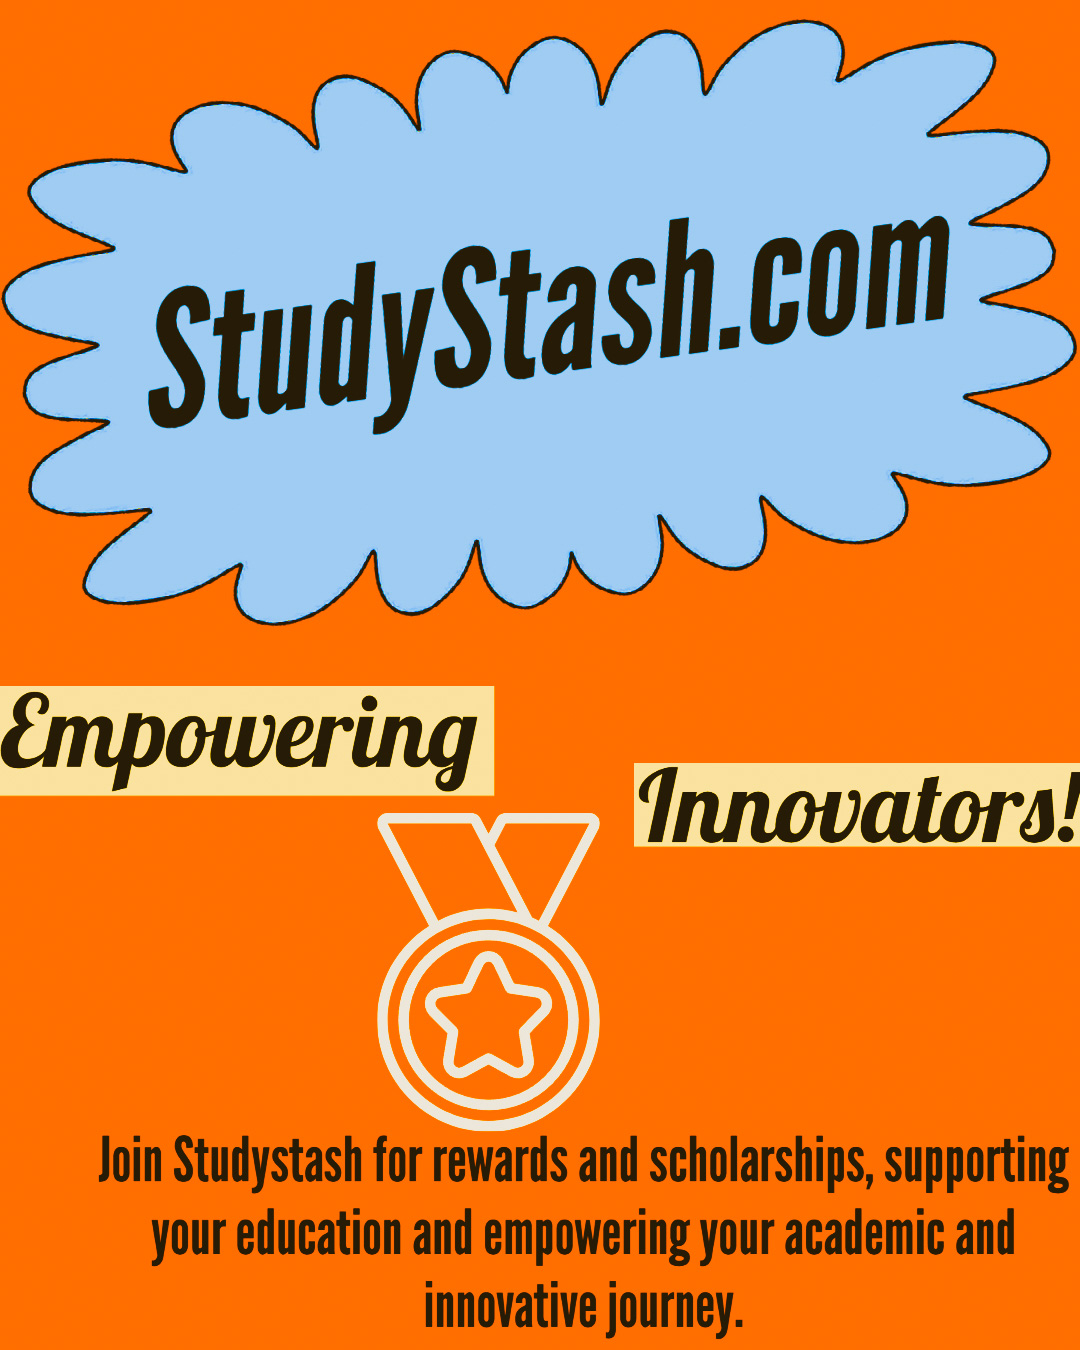 StudyStash.com
Empowering
Innovators!
Join Studystash for rewards and scholarships, supporting
your education and empowering your academic and
innovative journey.